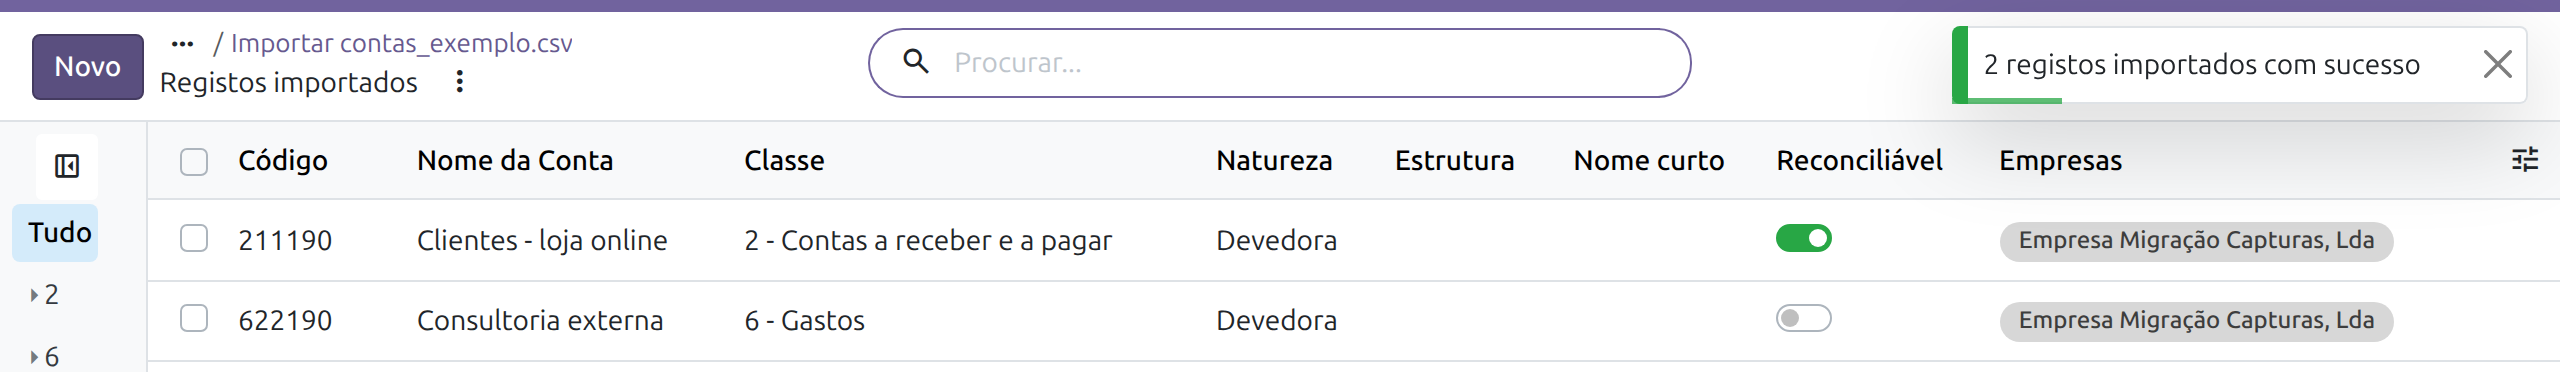 Novo
... / Importar contas_exemplo.csv
Registos importados
Procurar...
2 registos importados com sucesso
Código Nome da Conta Classe Natureza Estrutura Nome curto Reconciliável Empresas
Tudo
211190 Clientes - loja online 2 - Contas a receber e a pagar Devedora Empresa Migração Capturas, Lda
2
622190 Consultoria externa 6 - Gastos Devedora Empresa Migração Capturas, Lda
6